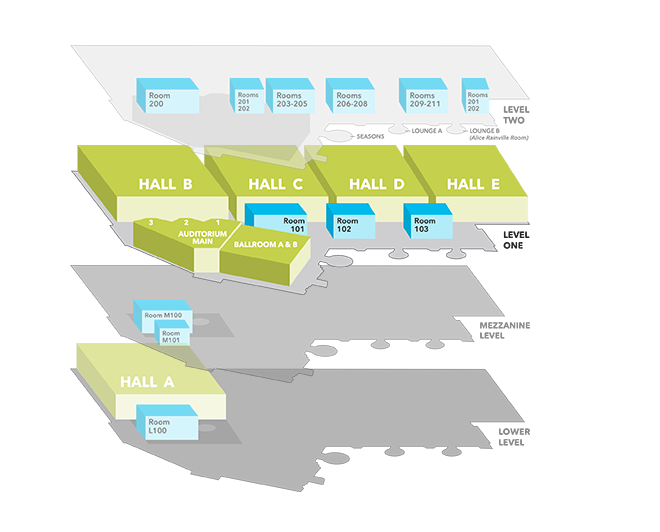 Room
200
Rooms
201
202
Rooms
203-205
Rooms
206-208
Rooms
209-211
Rooms
201
202
LEVEL
TWO
SEASONS
LOUNGE A
LOUNGE B
(Alice Rainville Room)
HALL B
HALL C
HALL D
HALL E
Room
101
Room
102
Room
103
3 2 1
AUDITORIUM
MAIN
BALLROOM A & B
LEVEL
ONE
Room M100
Room
M101
MEZZANINE
LEVEL
HALL A
Room
L100
LOWER
LEVEL